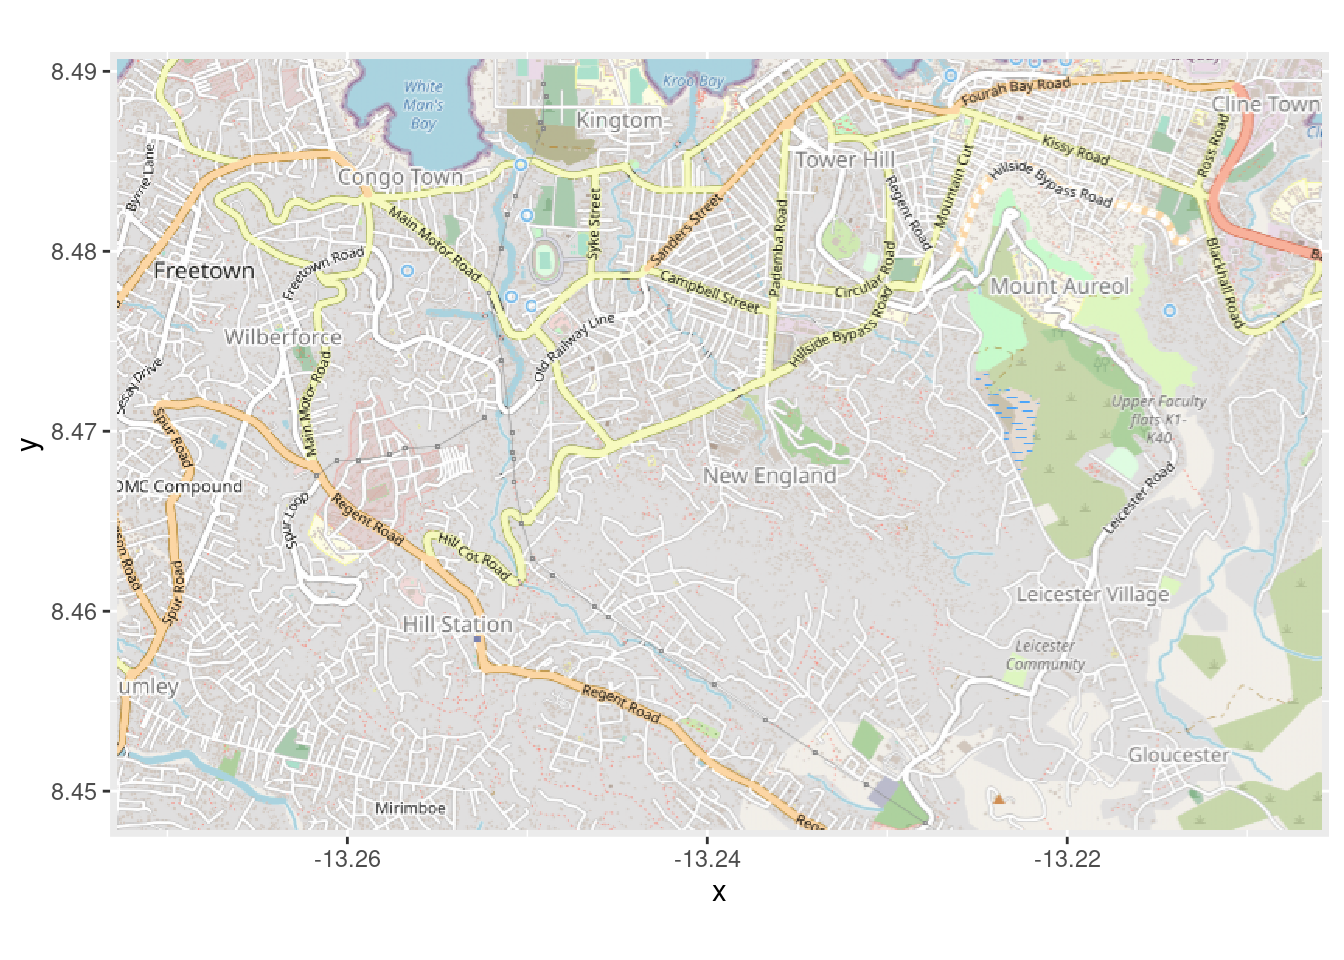 8.49
White
Man's
Bay
Kroo Bay
Fourah Bay Road
Cline Town
Kingtom
Kissy Road
Ross Road
Byrne Lane
Congo Town
Tower Hill
Mountain Cut
Hillside Bypass Road
Regent Road
Syke Street
Sanders Street
Main Motor Road
Pademba Road
8.48
Freetown
Freetown Road
Campbell Street
Circular Road
Mount Aureol
Blackhall Road
Wilberforce
Old Railway Line
Hillside Bypass Road
Main Motor Road
Upper Faculty
flats K1-
K40
8.47
Spur Road
New England
OMC Compound
Spur Loop
Regent Road
Leicester Road
Hill Cot Road
Spur Road
8.46
Leicester Village
Hill Station
Leicester
Community
umley
Regent Road
Gloucester
8.45
Mirimboe
-13.26
-13.24
-13.22
x
y